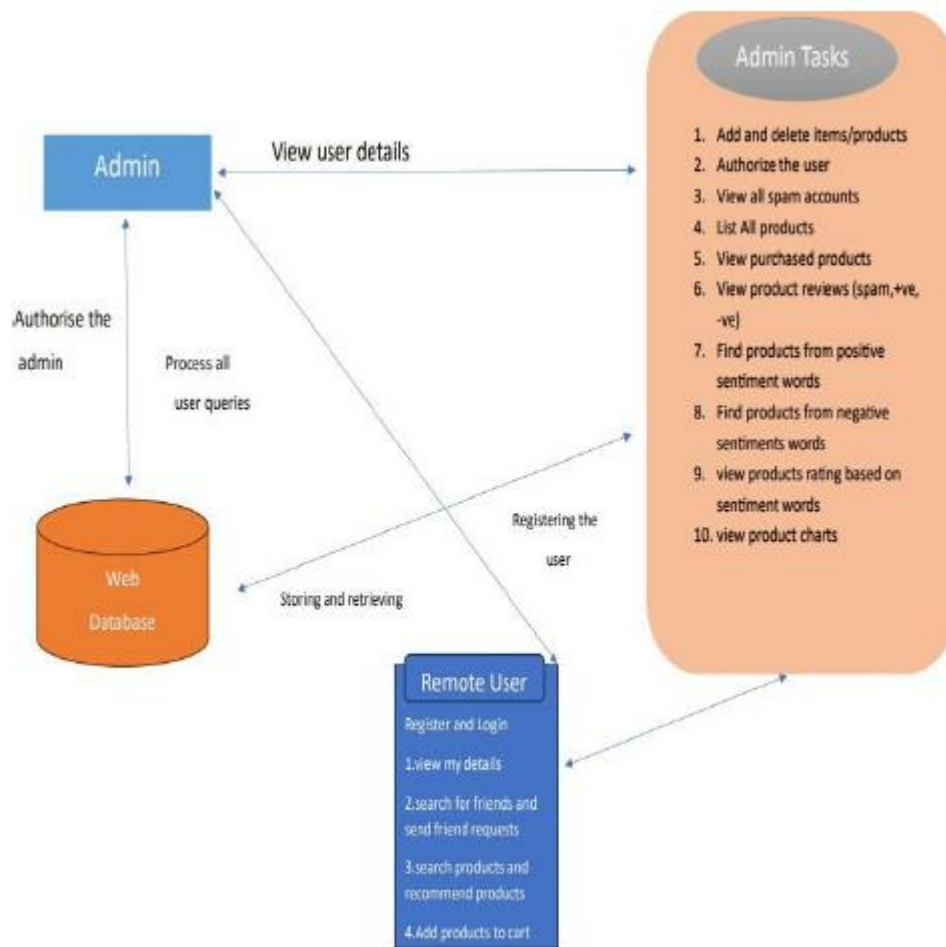 Admin Tasks
1. Add and delete items/products
2. Authorize the user
3. View all spam accounts
4. List All products
5. View purchased products
6. View product reviews (spam,+ve,
-ve)
7. Find products from positive
sentiment words
8. Find products from negative
sentiments words
9. view products rating based on
sentiment words
10. view product charts
Admin
View user details
Authorise the
admin
Process all
user queries
Web
Database
Storing and retrieving
Registering the
user
Remote User
Register and Login
1.view my details
2.search for friends and
send friend requests
3.search products and
recommend products
4.Add products to cart